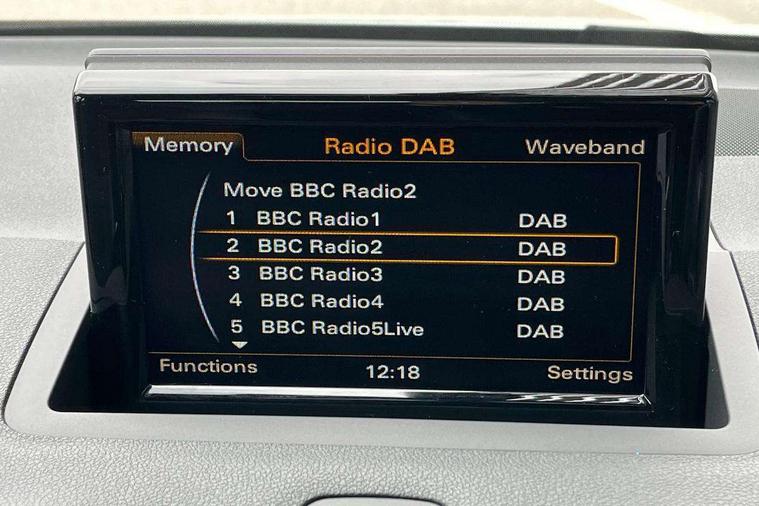 Memory Radio DAB Waveband
Move BBC Radio2
1 BBC Radio1 DAB
2 BBC Radio2 DAB
3 BBC Radio3 DAB
4 BBC Radio4 DAB
5 BBC Radio5Live DAB
Functions 12:18 Settings